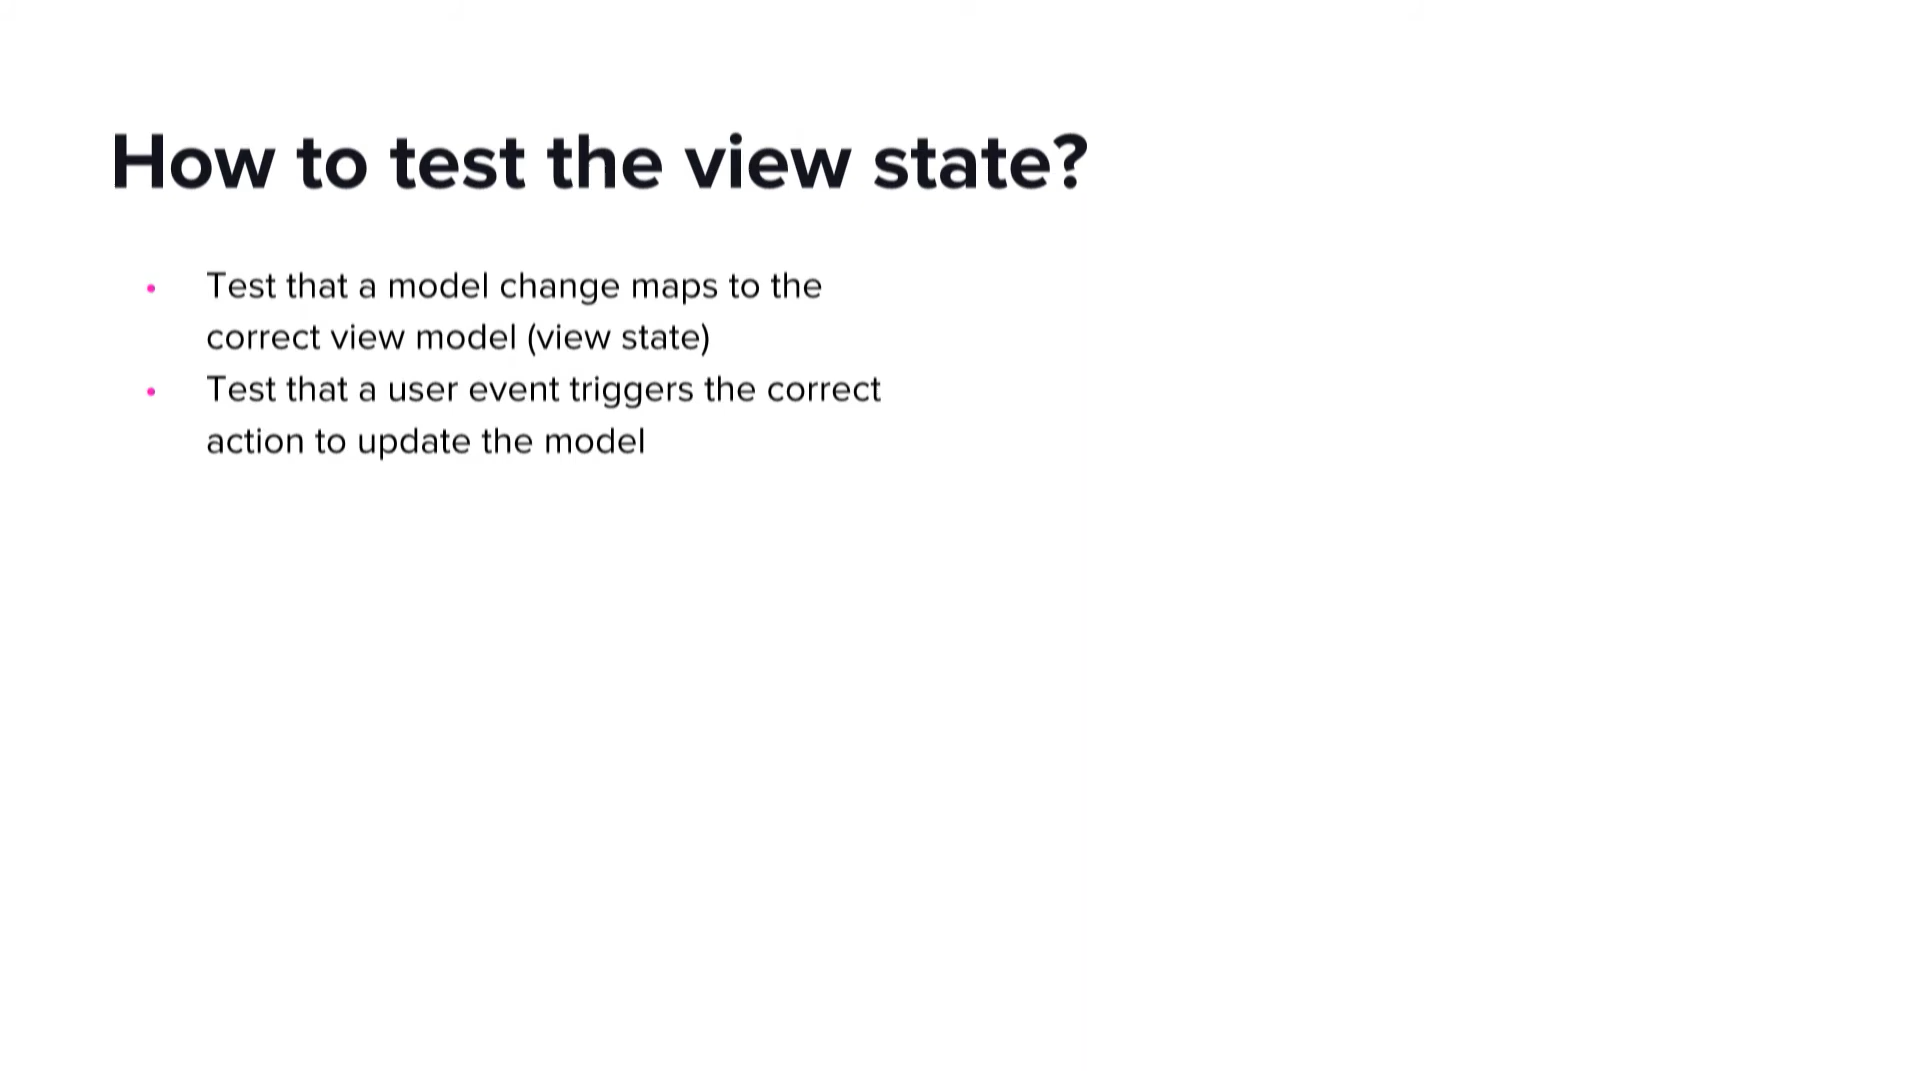 How to test the view state?
• Test that a model change maps to the
correct view model (view state)
• Test that a user event triggers the correct
action to update the model